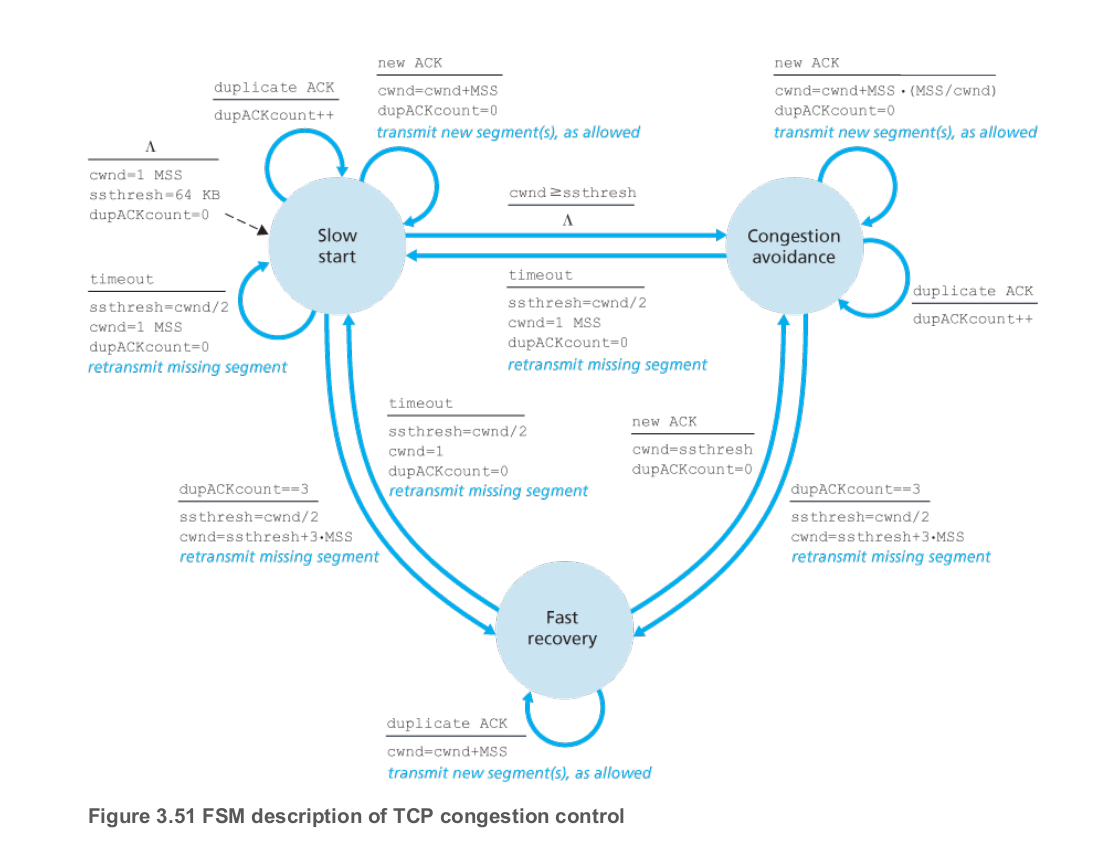 new ACK
cwnd=cwnd+MSS
dupACKcount=0
transmit new segment(s), as allowed
new ACK
cwnd=cwnd+MSS·(MSS/cwnd)
dupACKcount=0
transmit new segment(s), as allowed
duplicate ACK
dupACKcount++
Λ
cwnd=1 MSS
ssthresh=64 KB
dupACKcount=0
cwnd≥ssthresh
Λ
Slow
start
Congestion
avoidance
timeout
ssthresh=cwnd/2
cwnd=1 MSS
dupACKcount=0
retransmit missing segment
timeout
ssthresh=cwnd/2
cwnd=1 MSS
dupACKcount=0
retransmit missing segment
duplicate ACK
dupACKcount++
timeout
ssthresh=cwnd/2
cwnd=1
dupACKcount=0
retransmit missing segment
new ACK
cwnd=ssthresh
dupACKcount=0
dupACKcount==3
ssthresh=cwnd/2
cwnd=ssthresh+3·MSS
retransmit missing segment
dupACKcount==3
ssthresh=cwnd/2
cwnd=ssthresh+3·MSS
retransmit missing segment
Fast
recovery
duplicate ACK
cwnd=cwnd+MSS
transmit new segment(s), as allowed
Figure 3.51 FSM description of TCP congestion control